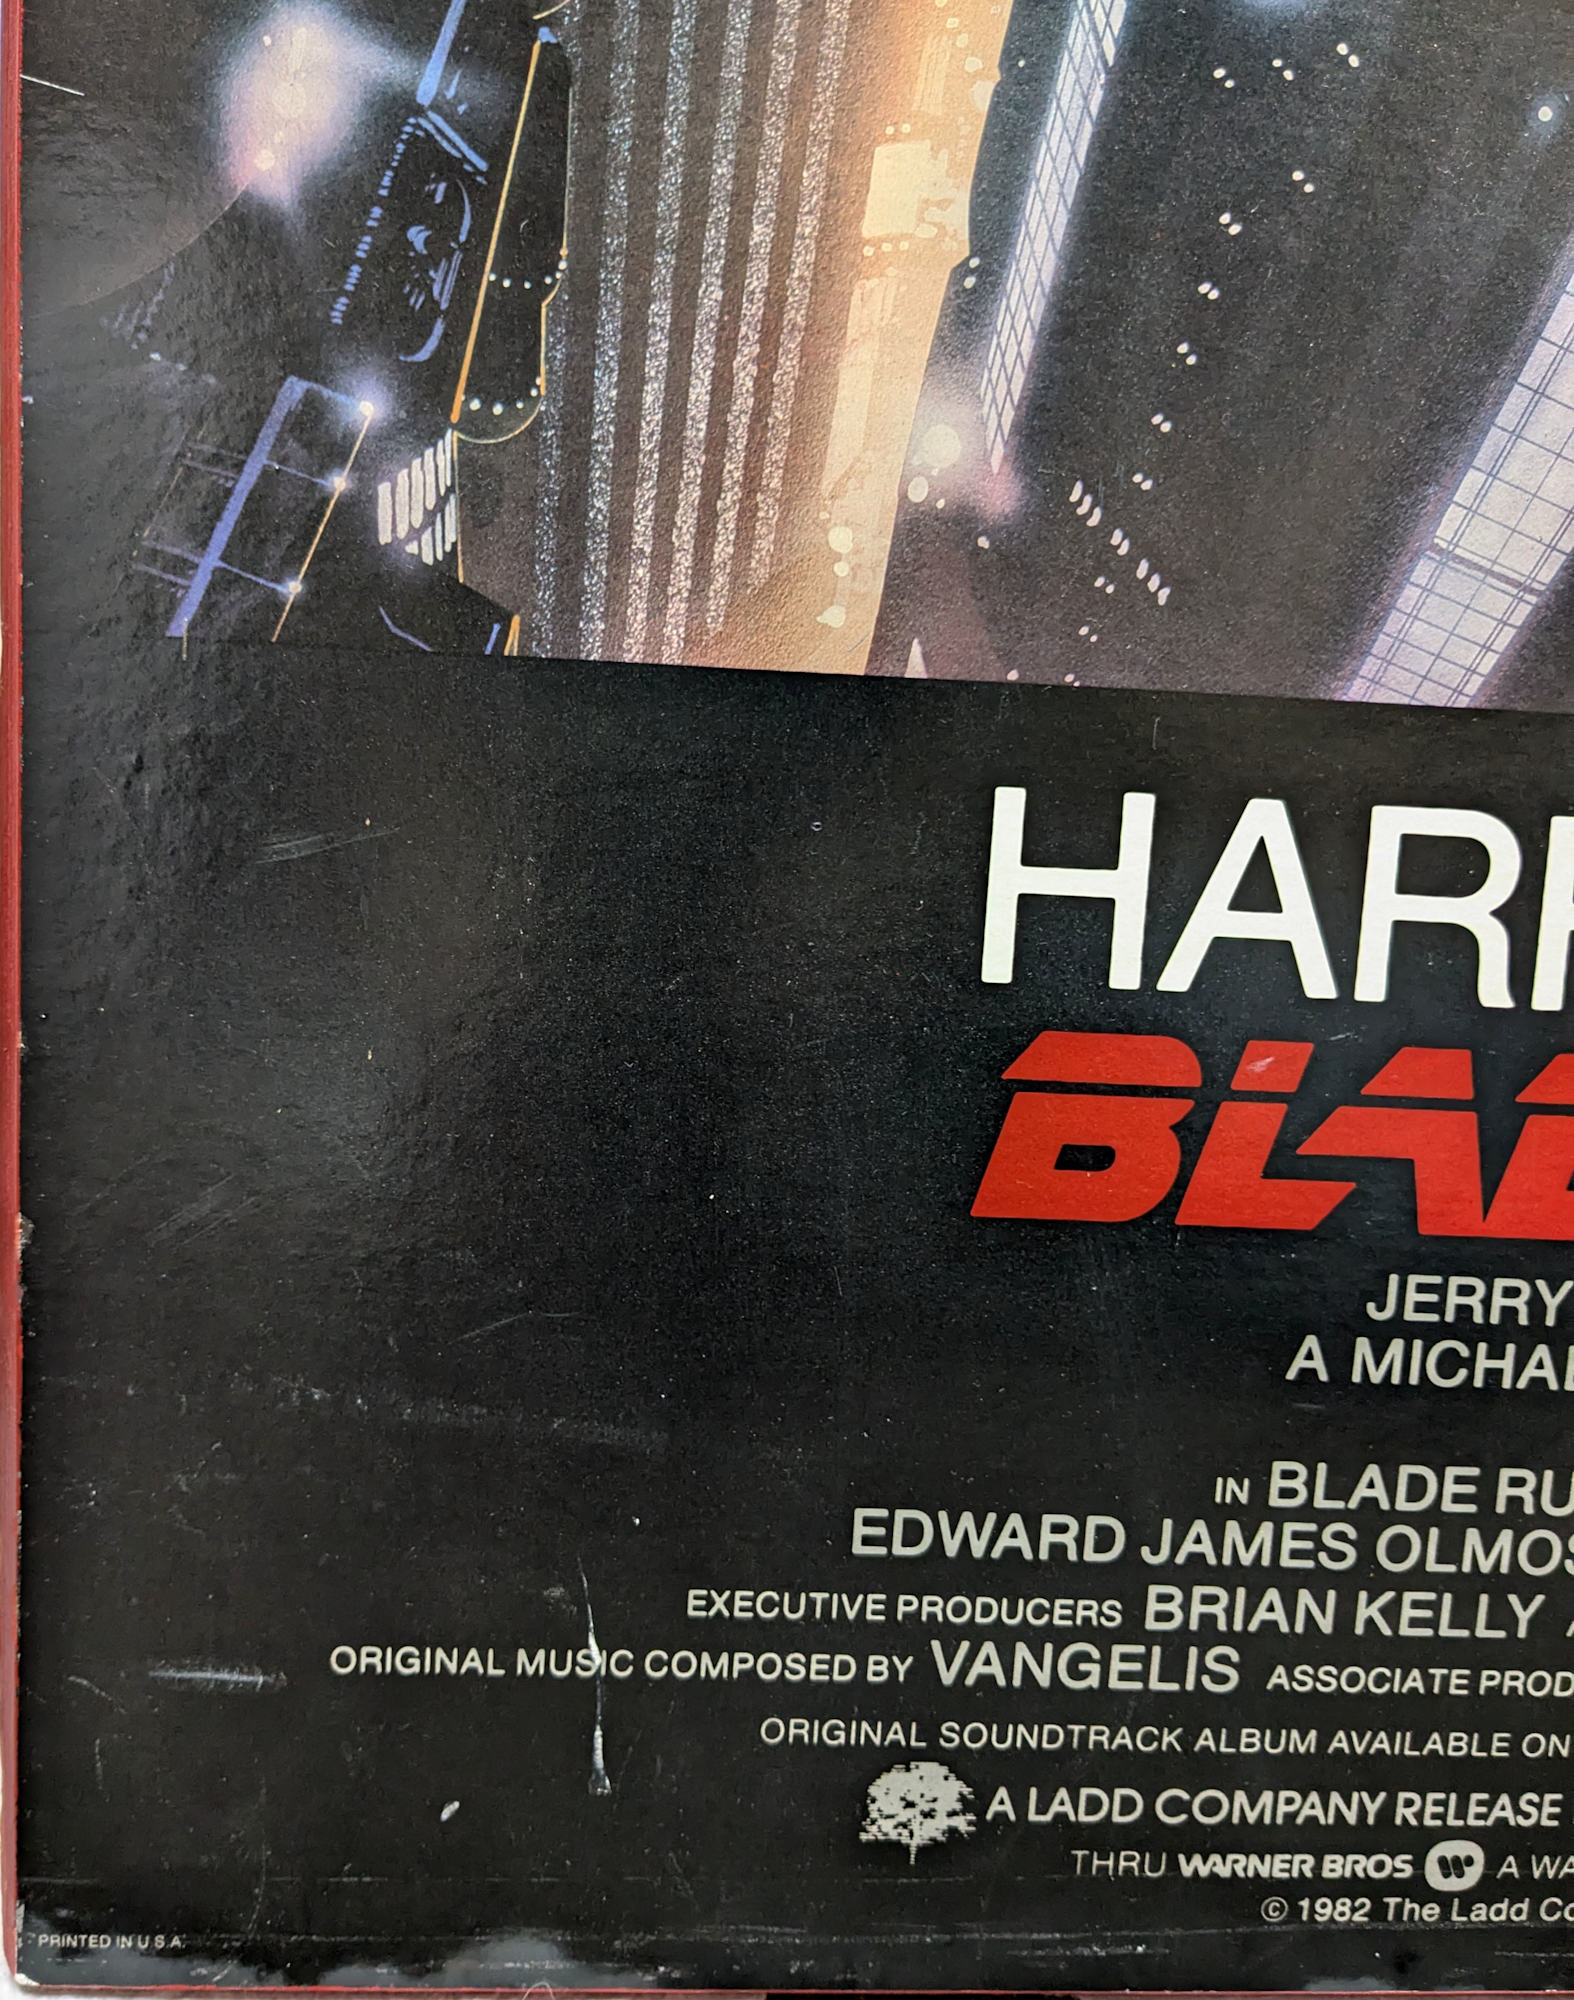 HARR
BLAD
JERRY
A MICHAE
IN BLADE RU
EDWARD JAMES OLMOS
EXECUTIVE PRODUCERS BRIAN KELLY A
ORIGINAL MUSIC COMPOSED BY VANGELIS ASSOCIATE PROD
ORIGINAL SOUNDTRACK ALBUM AVAILABLE ON
A LADD COMPANY RELEASE
THRU WARNER BROS A WA
© 1982 The Ladd Co
PRINTED IN U.S.A.